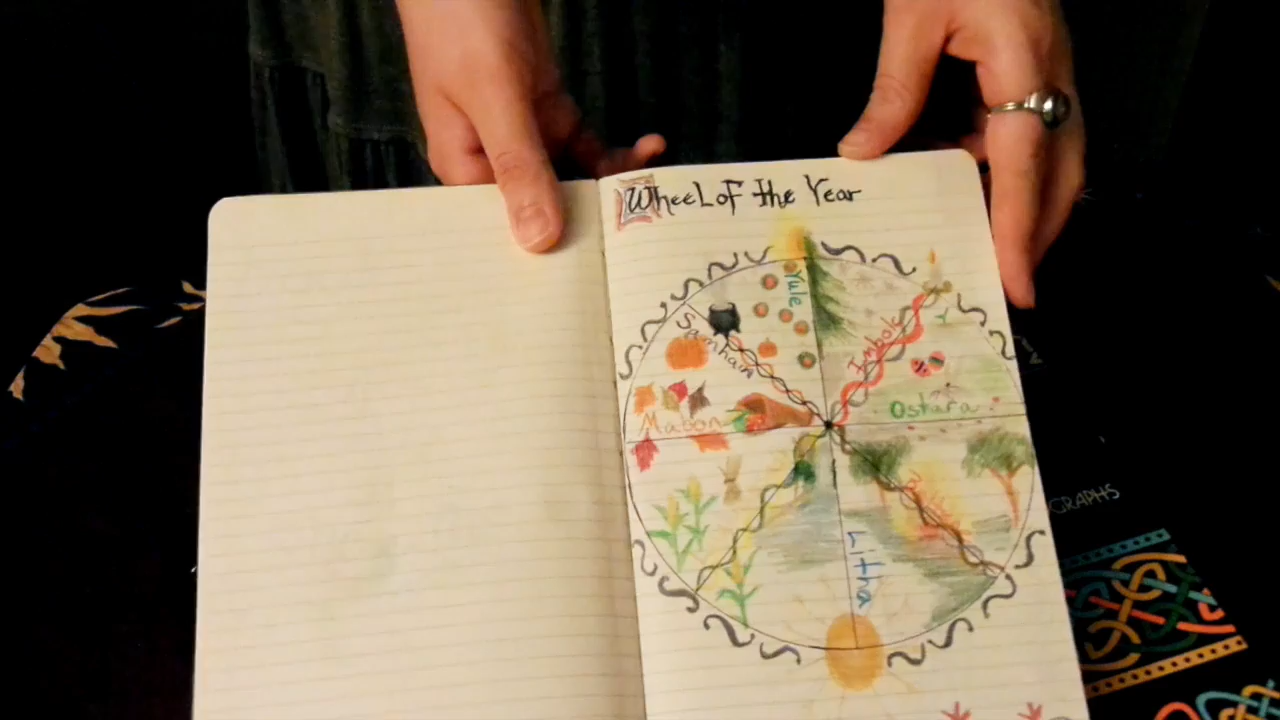 Wheel of the Year
Yule
Samhain
Imbolc
Mabon
Ostara
Litha
GRAPHS